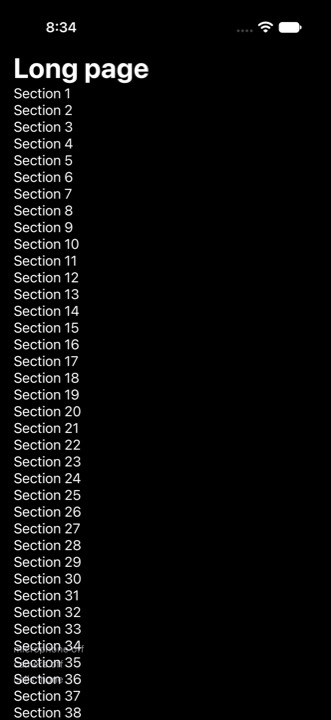 8:34
Long page
Section 1
Section 2
Section 3
Section 4
Section 5
Section 6
Section 7
Section 8
Section 9
Section 10
Section 11
Section 12
Section 13
Section 14
Section 15
Section 16
Section 17
Section 18
Section 19
Section 20
Section 21
Section 22
Section 23
Section 24
Section 25
Section 26
Section 27
Section 28
Section 29
Section 30
Section 31
Section 32
Section 33
Section 34
Microphone off
Section 35
Section 36
Section 37
Section 38